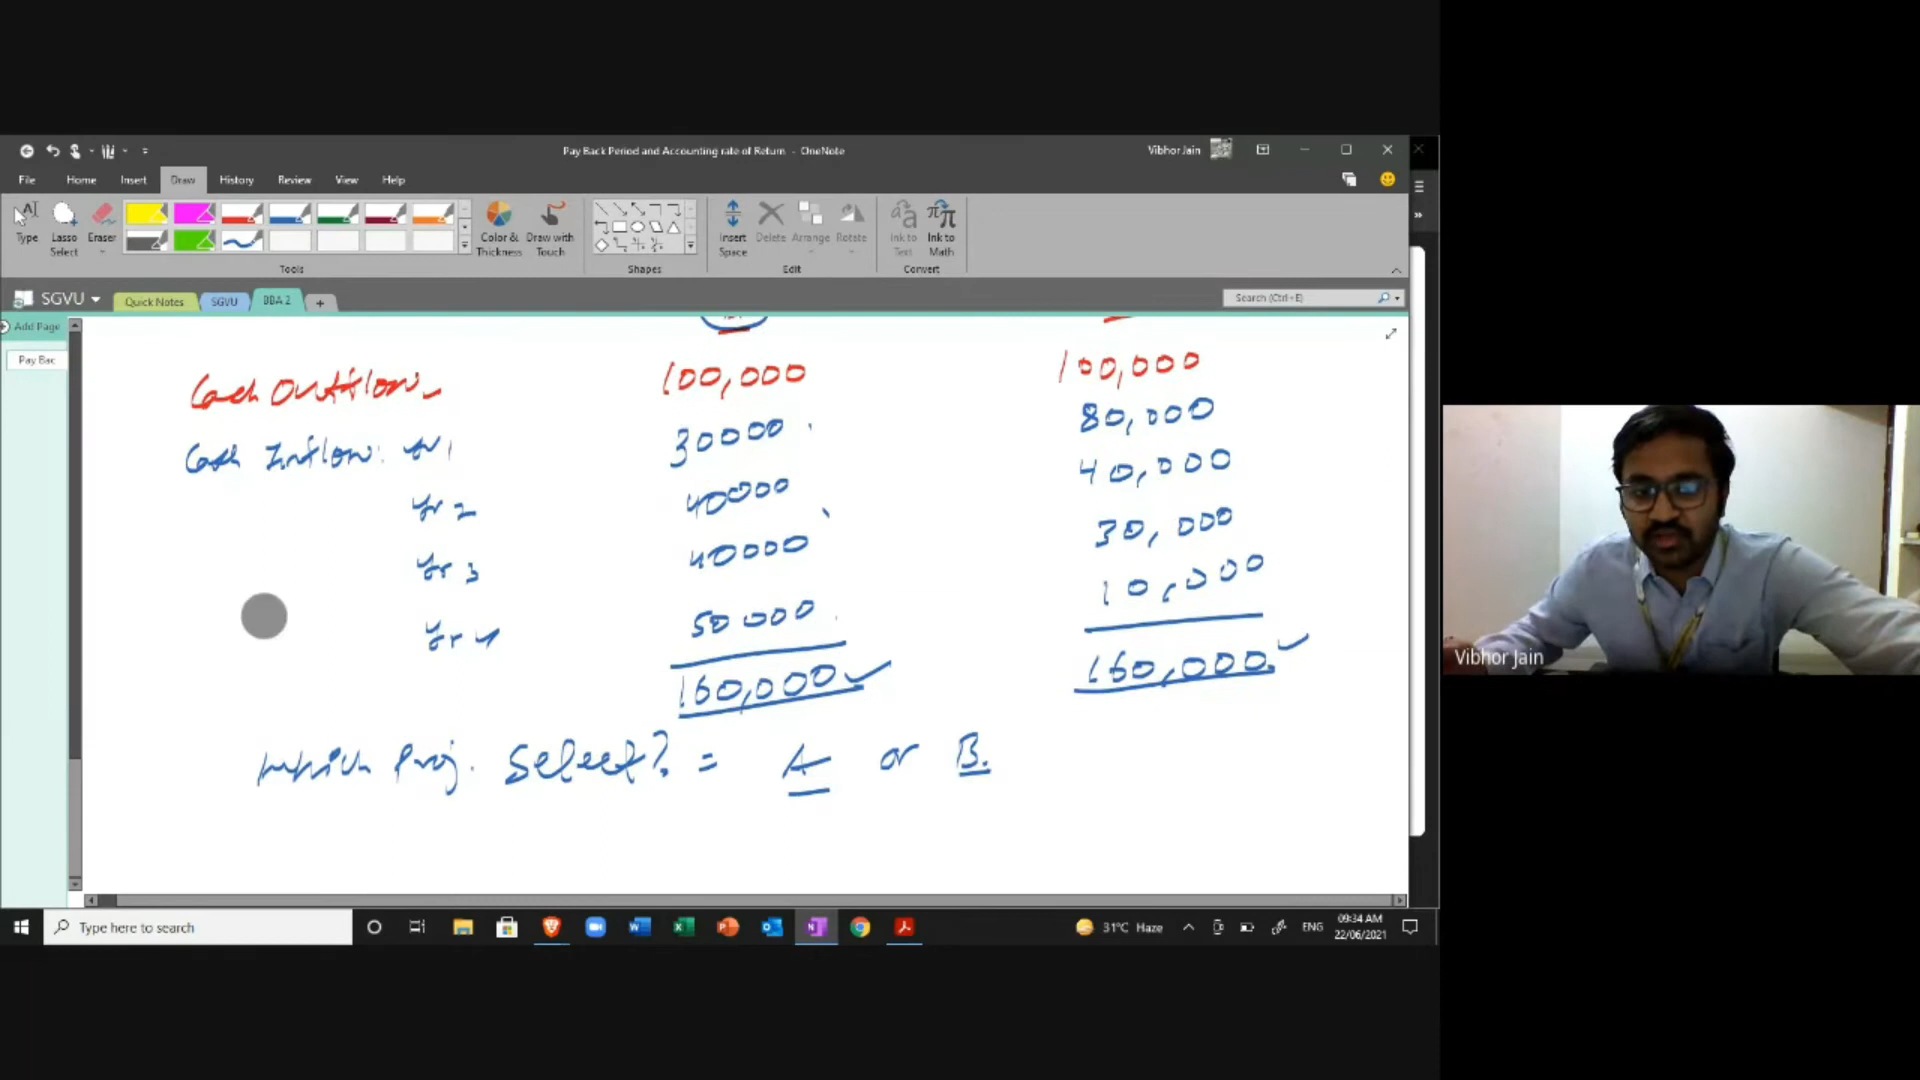 Pay Back Period and Accounting rate of Return - OneNote
Vibhor Jain
File Home Insert Draw History Review View Help
Type
Lasso Select
Eraser
Color & Thickness
Draw with Touch
Insert Space
Delete
Arrange
Rotate
Ink to Text
Ink to Math
Tools
Shapes
Edit
Convert
SGVU
Quick Notes
SGVU
BBA 2
Search (Ctrl+E)
Add Page
Pay Bac
Cash Outflow 100,000 100,000
Cash Inflow: Yr 1 30000 80,000
Yr 2 40000 40,000
Yr 3 40000 30,000
Yr 4 50000 10,000
160,000 160,000
Which Proj. Select? = A or B.
Vibhor Jain
Type here to search
31°C Haze
ENG
09:34 AM
22/06/2021